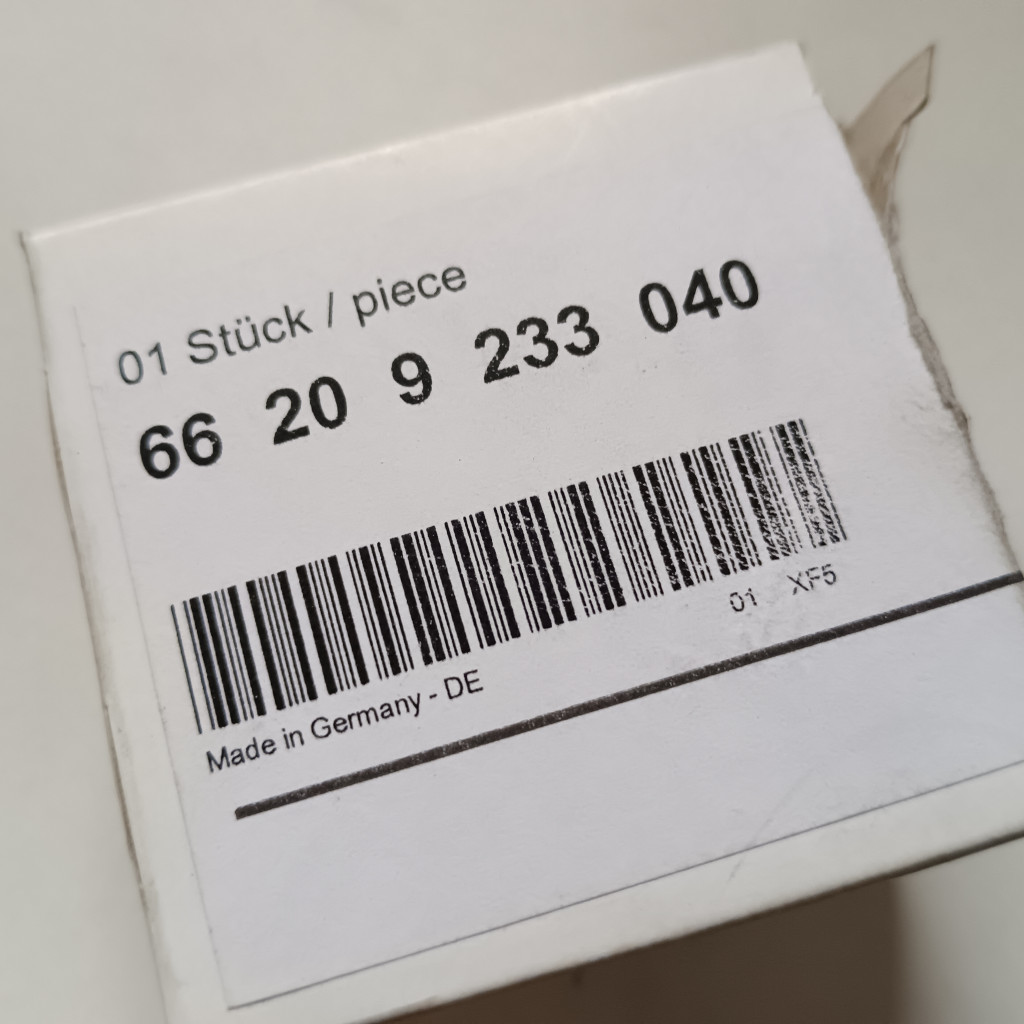 01 Stück / piece
66 20 9 233 040
01 XF5
Made in Germany - DE